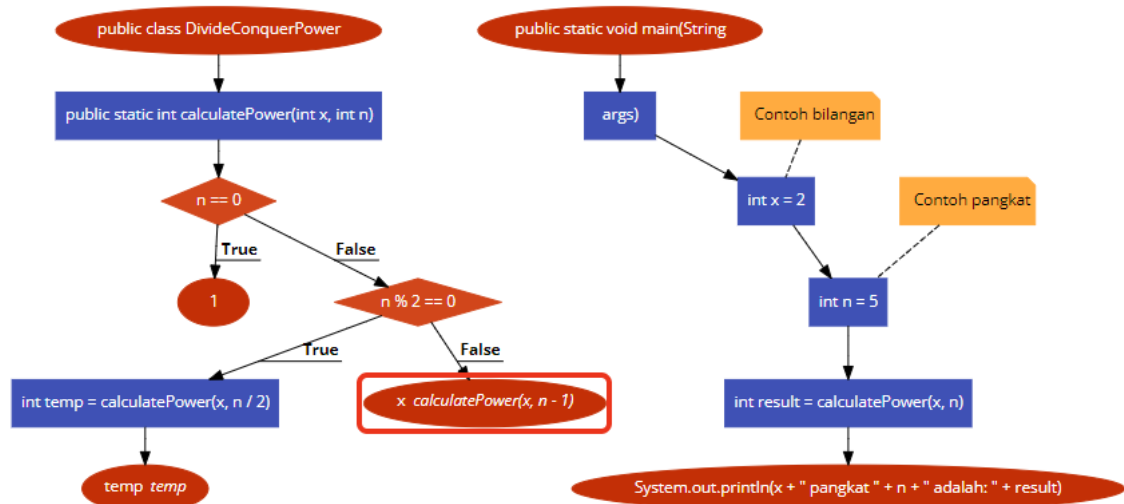 public class DivideConquerPower
public static int calculatePower(int x, int n)
n == 0
True
False
1
n % 2 == 0
True
False
int temp = calculatePower(x, n / 2)
x calculatePower(x, n - 1)
temp temp
public static void main(String
args)
Contoh bilangan
int x = 2
Contoh pangkat
int n = 5
int result = calculatePower(x, n)
System.out.println(x + " pangkat " + n + " adalah: " + result)